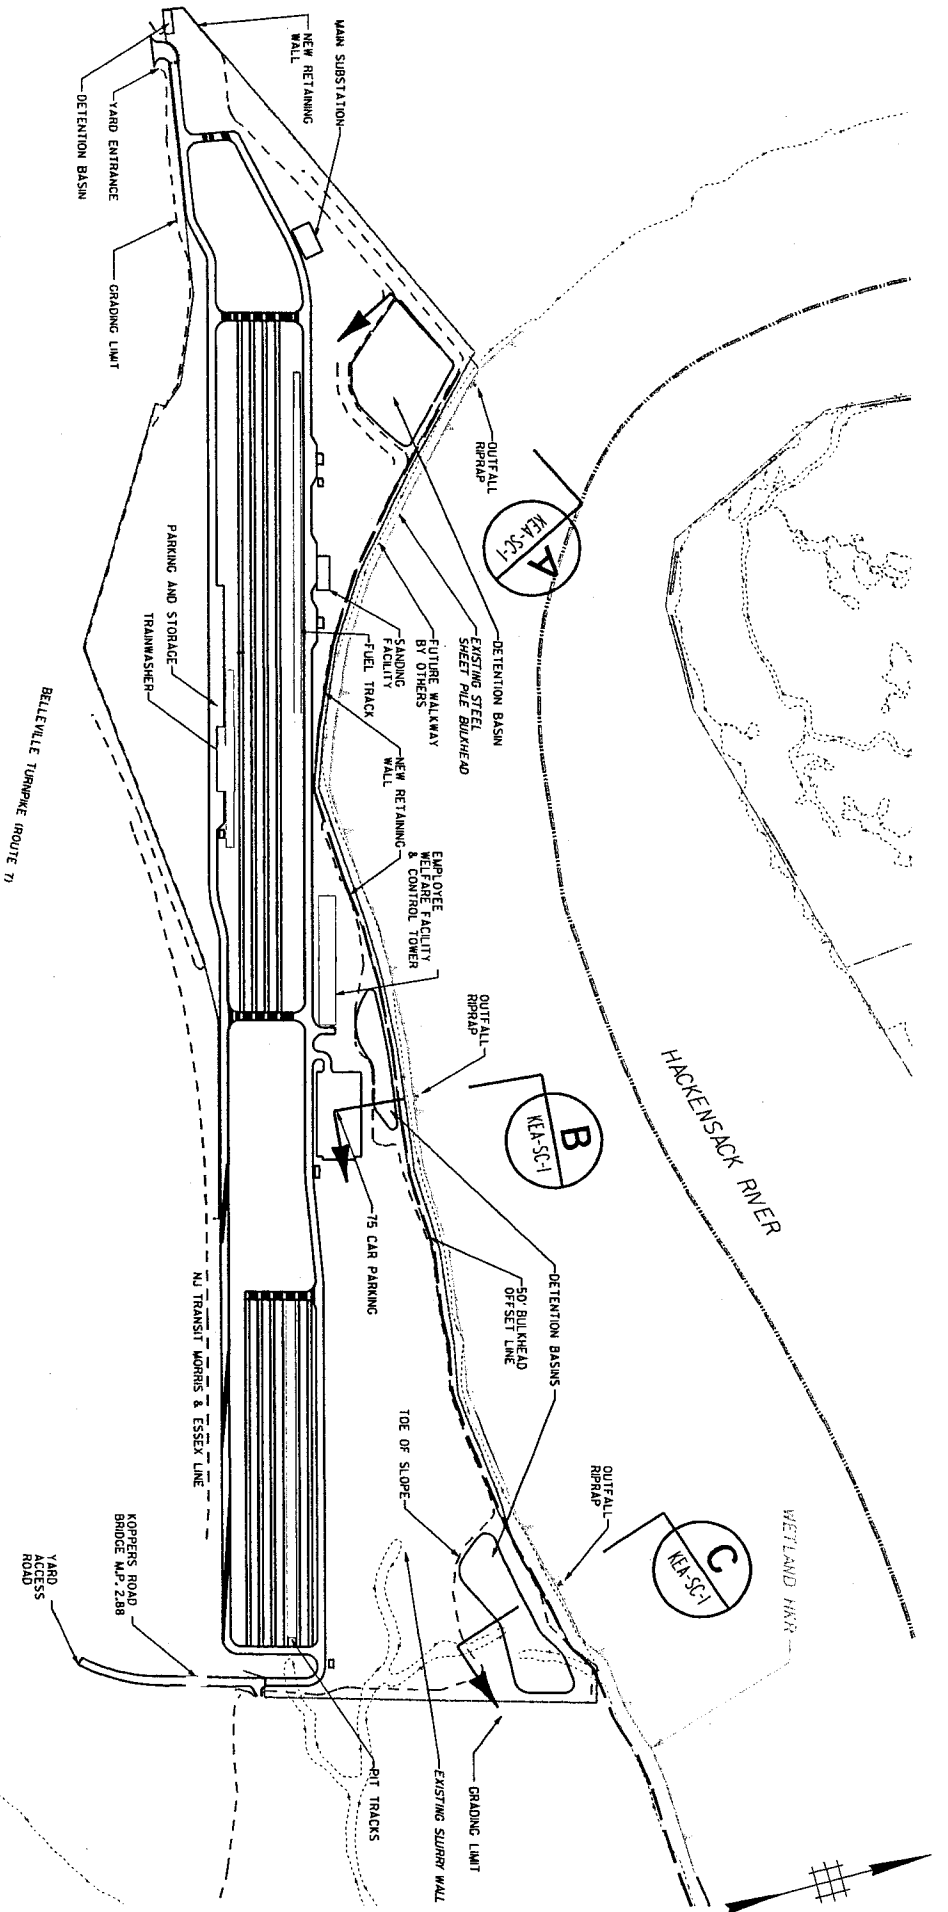 MAIN SUBSTATION
NEW RETAINING
WALL
YARD ENTRANCE
DETENTION BASIN
GRADING LIMIT
OUTFALL
RIPRAP
A
KEA-SC-1
DETENTION BASIN
EXISTING STEEL
SHEET PILE BULKHEAD
FUTURE WALKWAY
BY OTHERS
SANDING
FACILITY
FUEL TRACK
PARKING AND STORAGE
TRAINWASHER
BELLEVILLE TURNPIKE (ROUTE 7)
NEW RETAINING
WALL
EMPLOYEE
WELFARE FACILITY
& CONTROL TOWER
OUTFALL
RIPRAP
HACKENSACK RIVER
B
KEA-SC-1
75 CAR PARKING
50' BULKHEAD
OFFSET LINE
DETENTION BASINS
NJ TRANSIT MORRIS & ESSEX LINE
TOE OF SLOPE
OUTFALL
RIPRAP
C
KEA-SC-1
WETLAND HKR
KOPPERS ROAD
BRIDGE M.P. 2.88
YARD
ACCESS
ROAD
PIT TRACKS
EXISTING SLURRY WALL
GRADING LIMIT